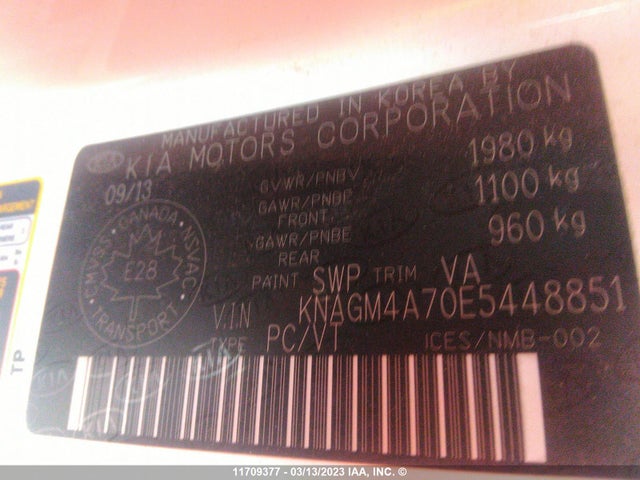 MANUFACTURED IN KOREA BY
KIA MOTORS CORPORATION
09/13
GVWR/PNBV 1980 kg
GAWR/PNBE FRONT 1100 kg
GAWR/PNBE REAR 960 kg
CANADA
CMVSS NSVAC
E28
TRANSPORT
PAINT SWP TRIM VA
V.I.N KNAGM4A70E5448851
TYPE PC/VT ICES/NMB-002
TP
11709377 - 03/13/2023 IAA, INC. ©